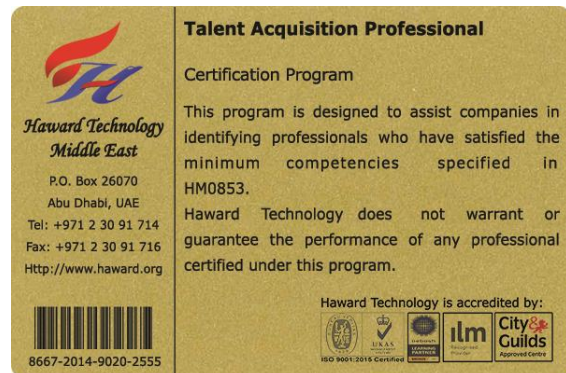 Haward Technology
Middle East
P.O. Box 26070
Abu Dhabi, UAE
Tel: +971 2 30 91 714
Fax: +971 2 30 91 716
Http://www.haward.org
8667-2014-9020-2555
Talent Acquisition Professional
Certification Program
This program is designed to assist companies in
identifying professionals who have satisfied the
minimum competencies specified in
HM0853.
Haward Technology does not warrant or
guarantee the performance of any professional
certified under this program.
Haward Technology is accredited by:
UKAS
LEARNING
PARTNER
ilm
City&
Guilds
Approved Centre
ISO 9001:2015 Certified